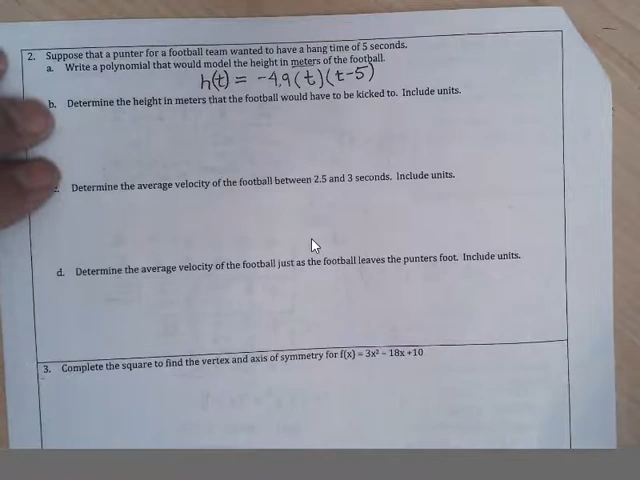 2. Suppose that a punter for a football team wanted to have a hang time of 5 seconds.
a. Write a polynomial that would model the height in meters of the football.
h(t) = -4.9(t)(t-5)
b. Determine the height in meters that the football would have to be kicked to. Include units.
Determine the average velocity of the football between 2.5 and 3 seconds. Include units.
d. Determine the average velocity of the football just as the football leaves the punters foot. Include units.
3. Complete the square to find the vertex and axis of symmetry for f(x) = 3x² - 18x +10